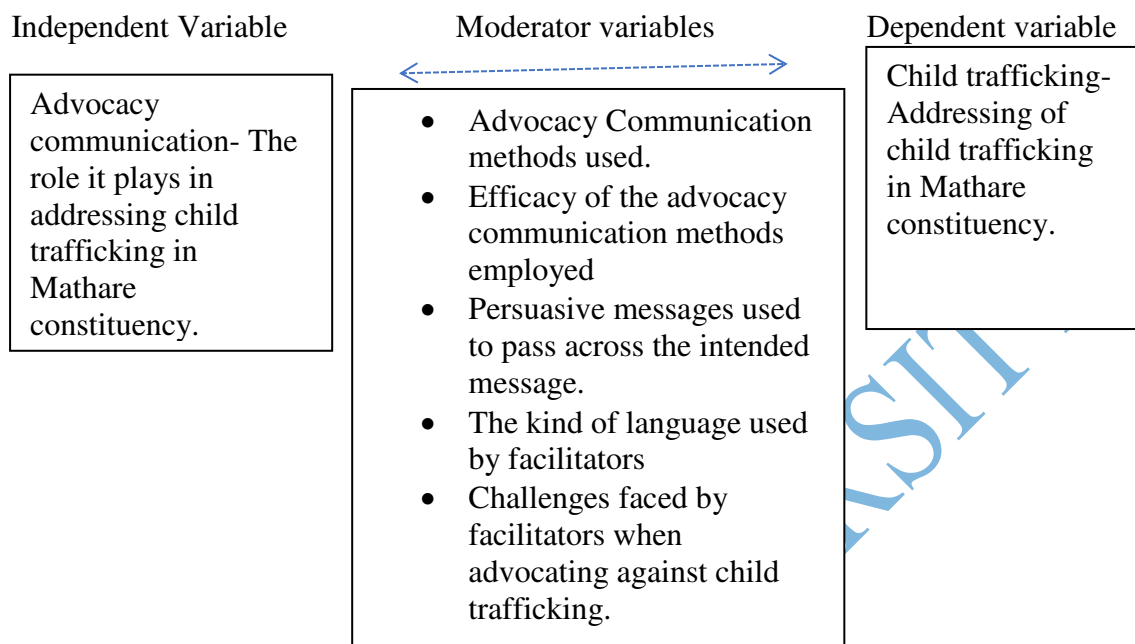 Independent Variable
Advocacy
communication- The
role it plays in
addressing child
trafficking in
Mathare
constituency.
Moderator variables
• Advocacy Communication
methods used.
• Efficacy of the advocacy
communication methods
employed
• Persuasive messages used
to pass across the intended
message.
• The kind of language used
by facilitators
• Challenges faced by
facilitators when
advocating against child
trafficking.
Dependent variable
Child trafficking-
Addressing of
child trafficking
in Mathare
constituency.